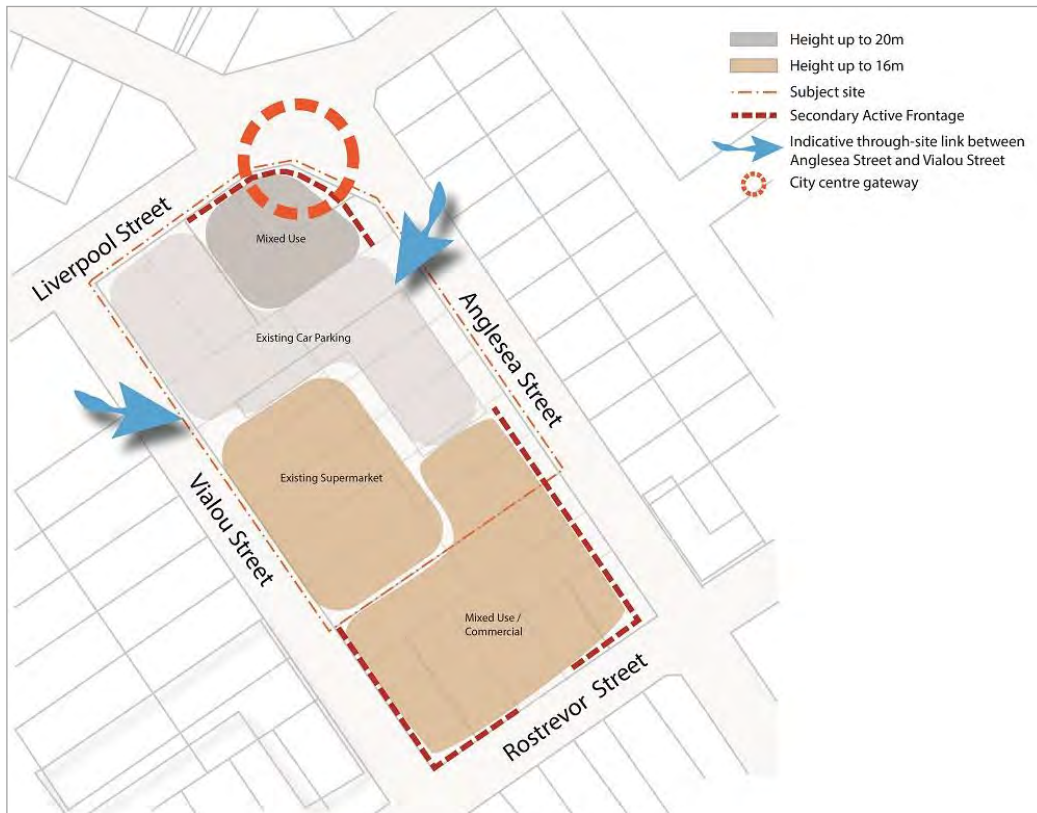 Height up to 20m
Height up to 16m
Subject site
Secondary Active Frontage
Indicative through-site link between
Anglesea Street and Vialou Street
City centre gateway
Liverpool Street
Mixed Use
Existing Car Parking
Anglesea Street
Existing Supermarket
Vialou Street
Mixed Use /
Commercial
Rostrevor Street